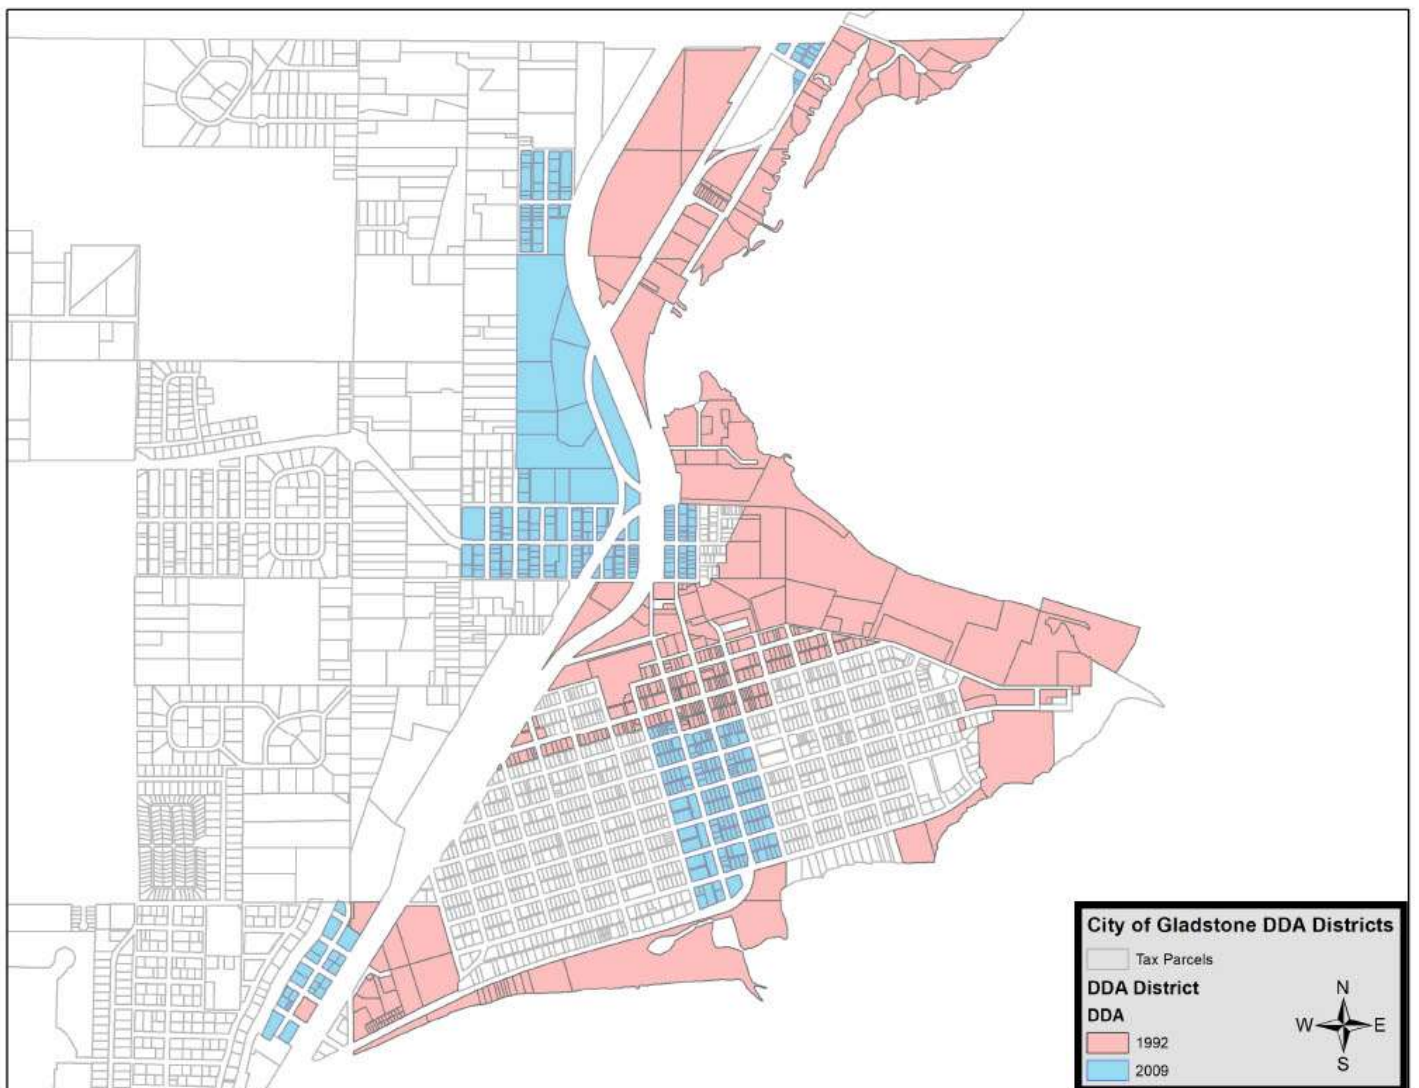 City of Gladstone DDA Districts
Tax Parcels
DDA District
DDA
1992
2009
N
W E
S